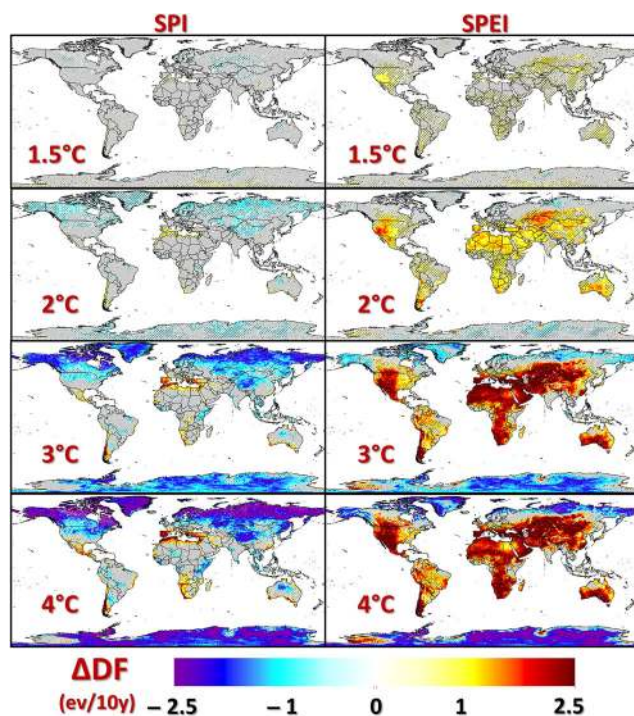 SPI SPEI
1.5°C 1.5°C
2°C 2°C
3°C 3°C
4°C 4°C
ΔDF
(ev/10y)
– 2.5 – 1 0 1 2.5